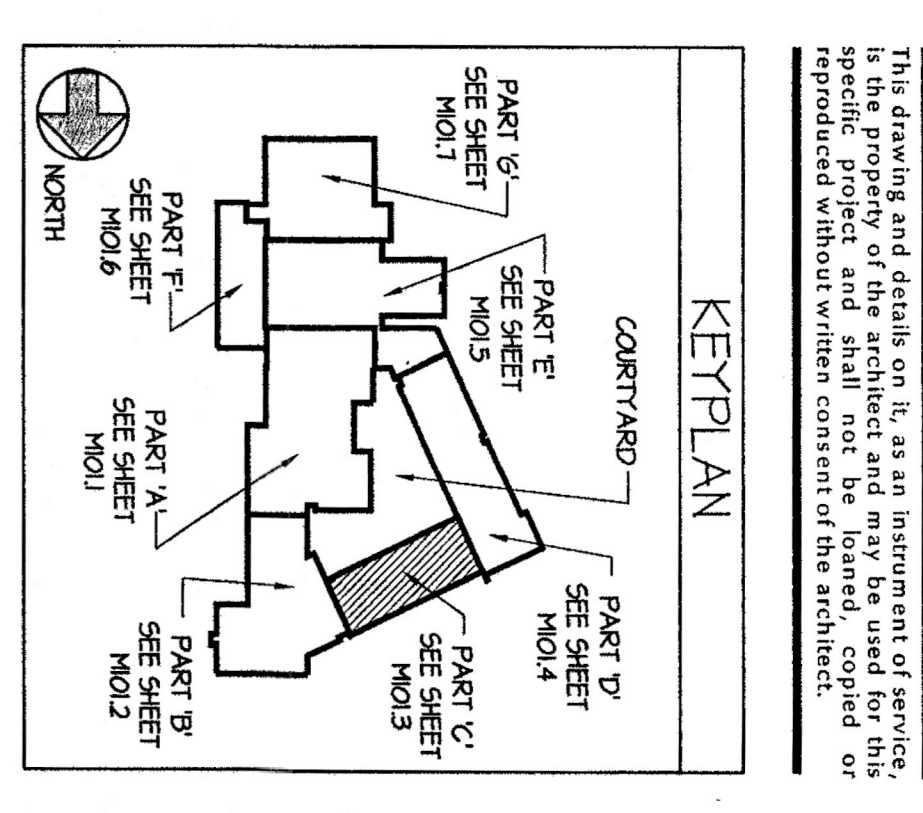 This drawing and details on it, as an instrument of service,
is the property of the architect and may be used for this
specific project and shall not be loaned, copied or
reproduced without written consent of the architect.
KEYPLAN
COURTYARD
PART 'D'
SEE SHEET
M101.4
PART 'E'
SEE SHEET
M101.5
PART 'G'
SEE SHEET
M101.7
PART 'C'
SEE SHEET
M101.3
PART 'F'
SEE SHEET
M101.6
PART 'A'
SEE SHEET
M101.1
PART 'B'
SEE SHEET
M101.2
NORTH